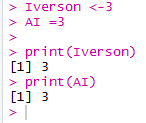 > Iverson <-3
> AI =3
>
> print(Iverson)
[1] 3
> print(AI)
[1] 3
>